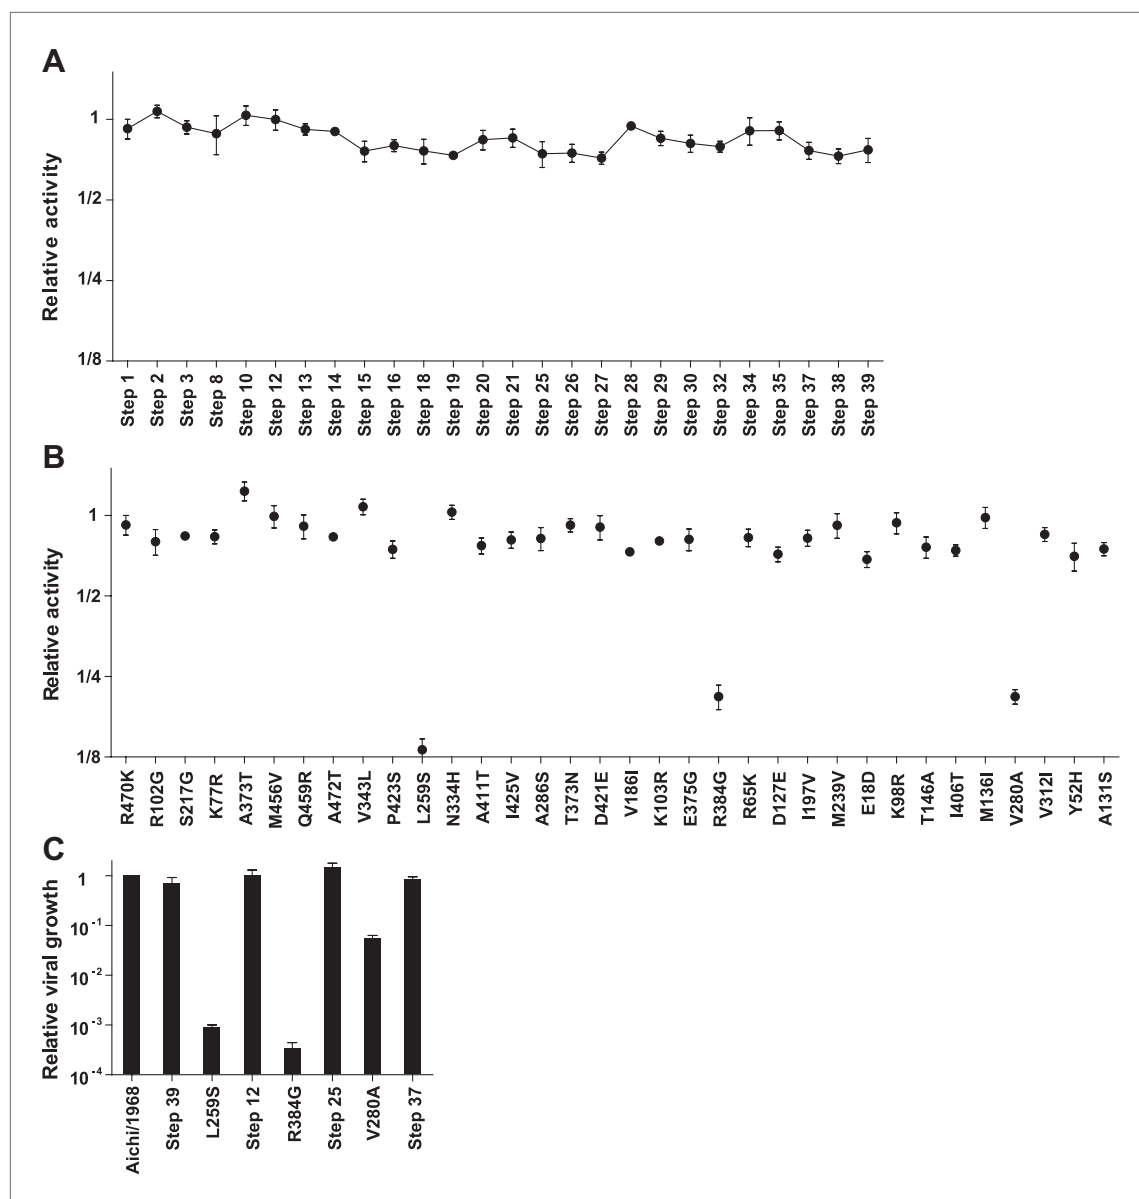 A
Relative activity
1
1/2
1/4
1/8
Step 1
Step 2
Step 3
Step 8
Step 10
Step 12
Step 13
Step 14
Step 15
Step 16
Step 18
Step 19
Step 20
Step 21
Step 25
Step 26
Step 27
Step 28
Step 29
Step 30
Step 32
Step 34
Step 35
Step 37
Step 38
Step 39
B
Relative activity
1
1/2
1/4
1/8
R470K
R102G
S217G
K77R
A373T
M456V
Q459R
A472T
V343L
P423S
L259S
N334H
A411T
I425V
A286S
T373N
D421E
V186I
K103R
E375G
R384G
R65K
D127E
I197V
M239V
E18D
K98R
T146A
I406T
M136I
V280A
V312I
Y52H
A131S
C
Relative viral growth
1
10-1
10-2
10-3
10-4
Aichi/1968
Step 39
L259S
Step 12
R384G
Step 25
V280A
Step 37